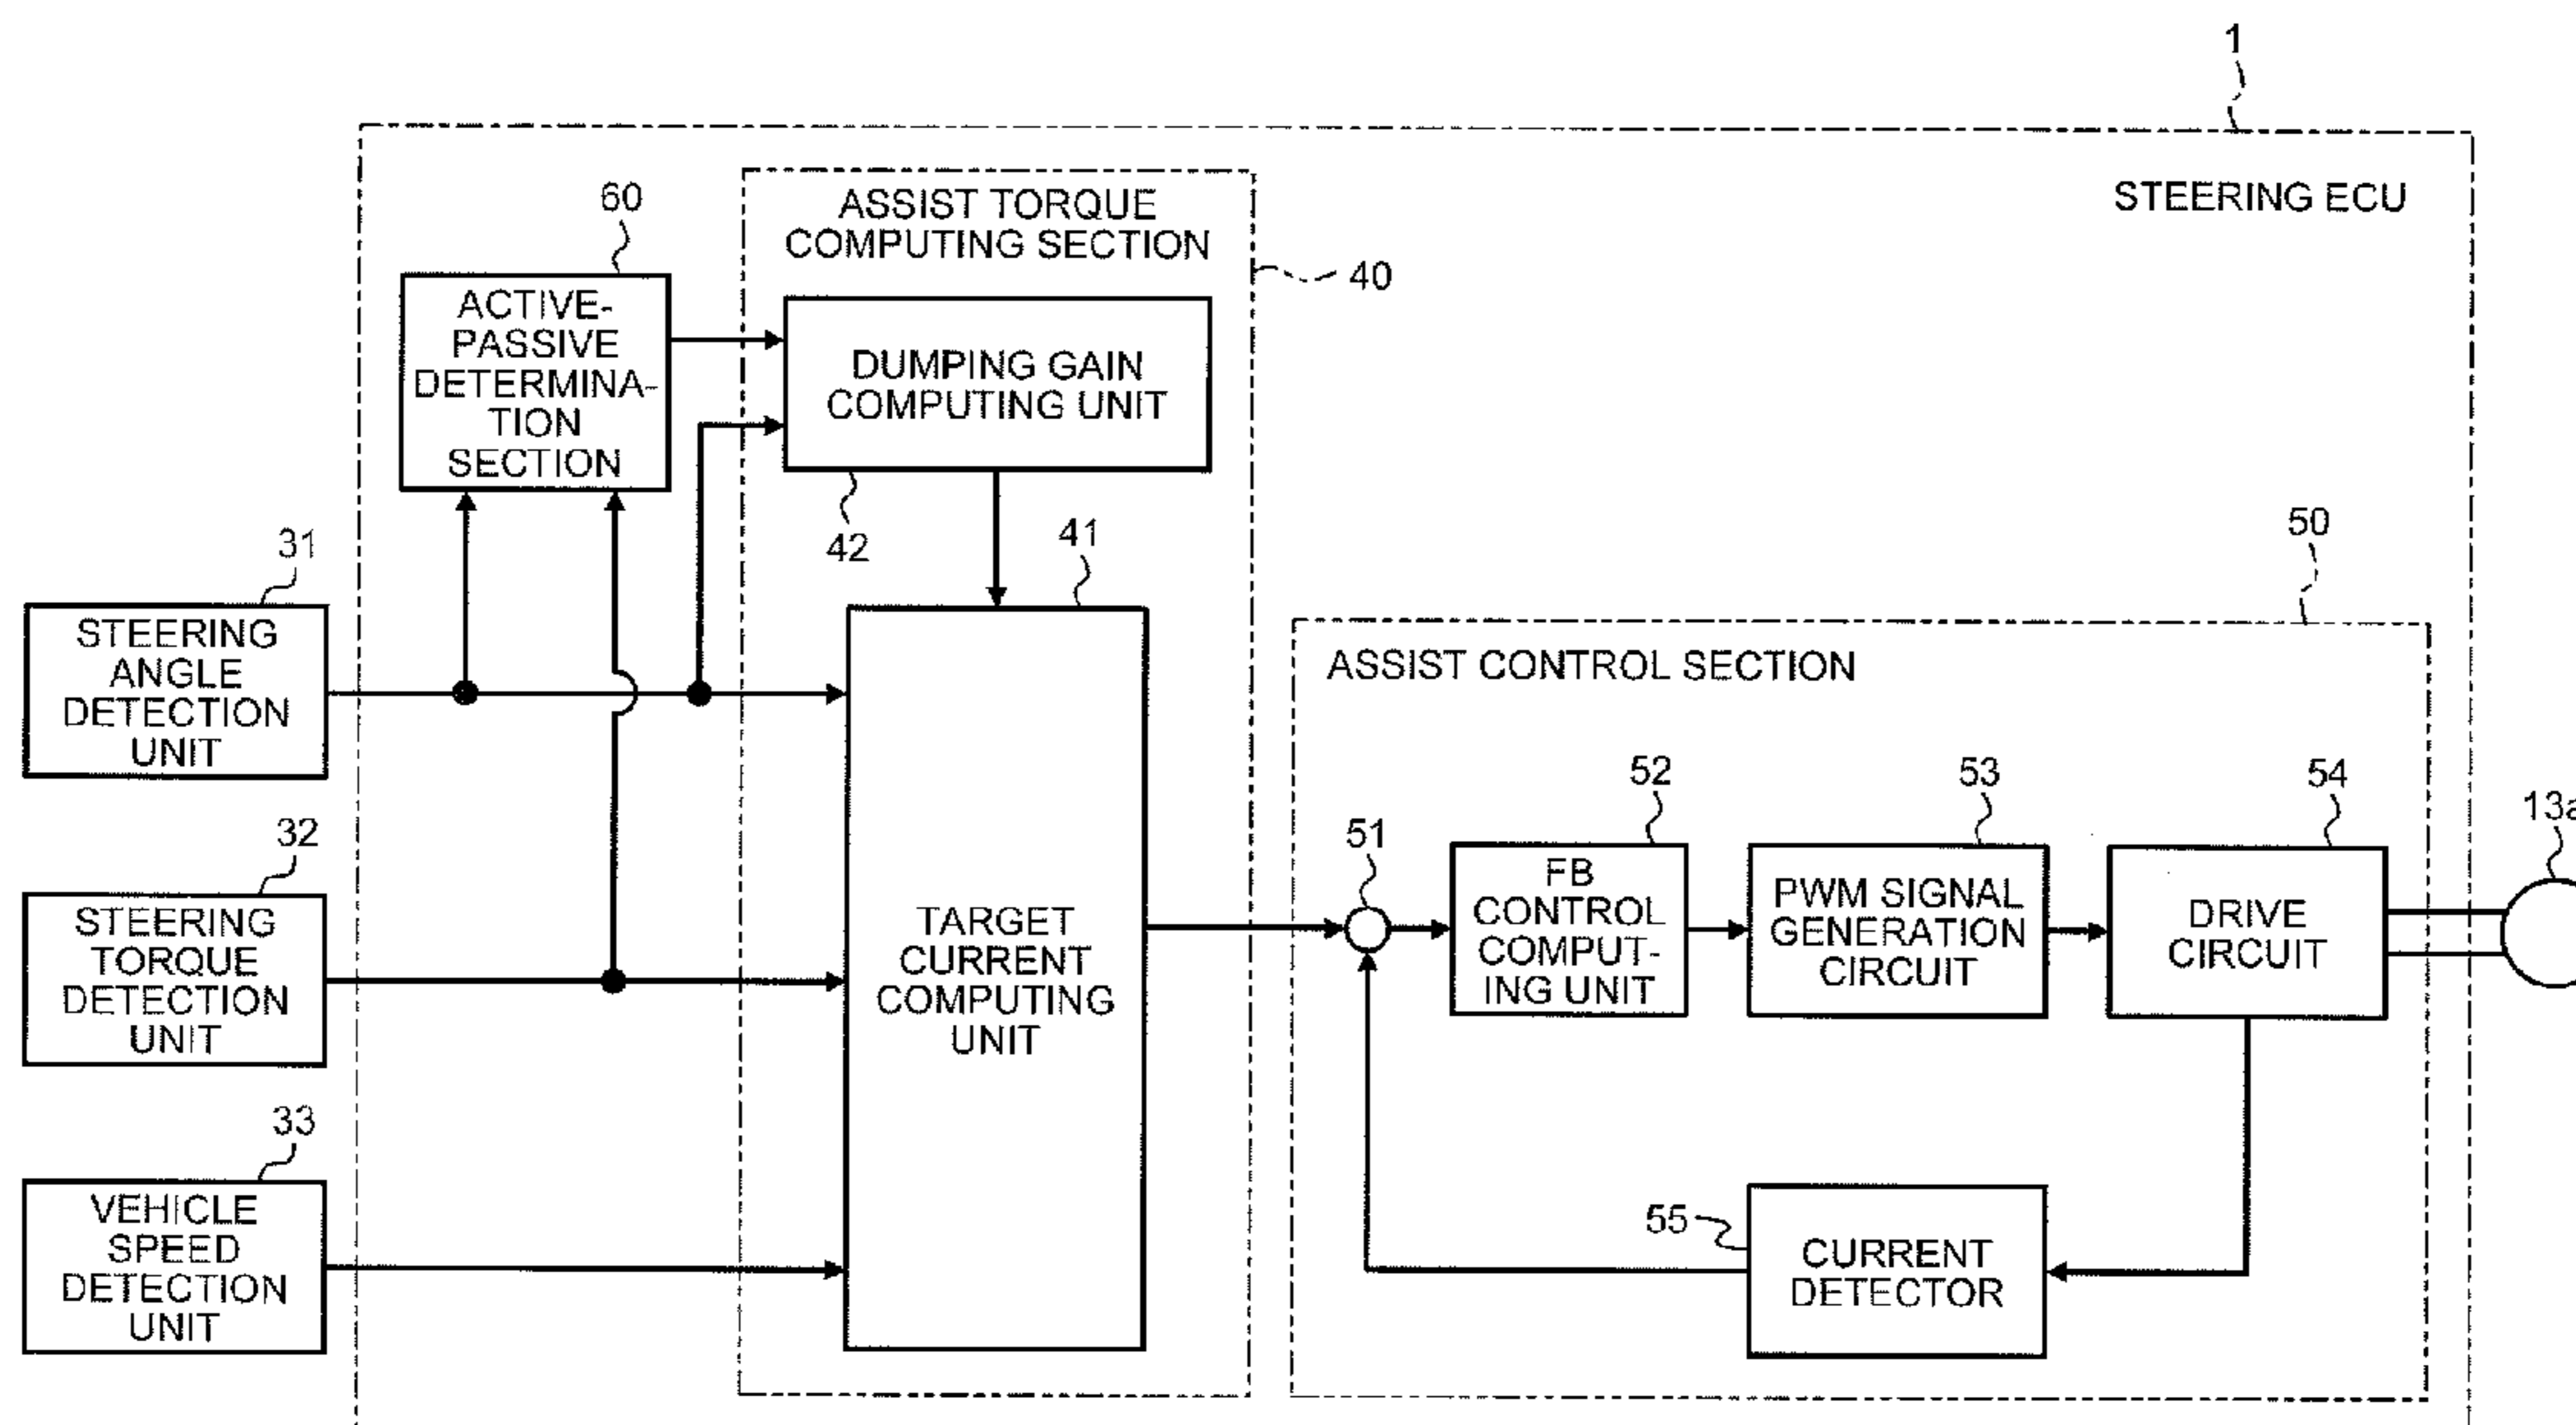 1
STEERING ECU
60
ASSIST TORQUE
COMPUTING SECTION
40
ACTIVE-
PASSIVE
DETERMINA-
TION
SECTION
DUMPING GAIN
COMPUTING UNIT
42
41
50
31
STEERING
ANGLE
DETECTION
UNIT
ASSIST CONTROL SECTION
32
STEERING
TORQUE
DETECTION
UNIT
TARGET
CURRENT
COMPUTING
UNIT
51
52
FB
CONTROL
COMPUT-
ING UNIT
53
PWM SIGNAL
GENERATION
CIRCUIT
54
DRIVE
CIRCUIT
13a
33
VEHICLE
SPEED
DETECTION
UNIT
55
CURRENT
DETECTOR